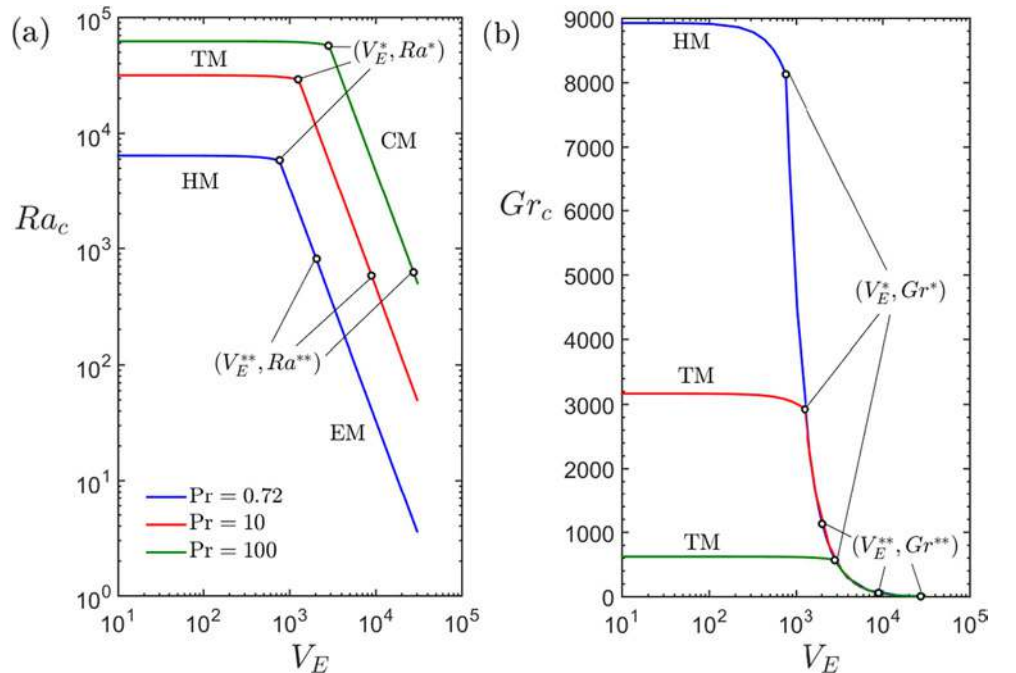 (a)
10^5
10^4
10^3
10^2
10^1
10^0
Ra_c
TM
HM
CM
EM
(V_E^*, Ra^*)
(V_E^{**}, Ra^{**})
Pr = 0.72
Pr = 10
Pr = 100
10^1 10^2 10^3 10^4 10^5
V_E
(b)
9000
8000
7000
6000
5000
4000
3000
2000
1000
0
Gr_c
HM
TM
TM
(V_E^*, Gr^*)
(V_E^{**}, Gr^{**})
10^1 10^2 10^3 10^4 10^5
V_E